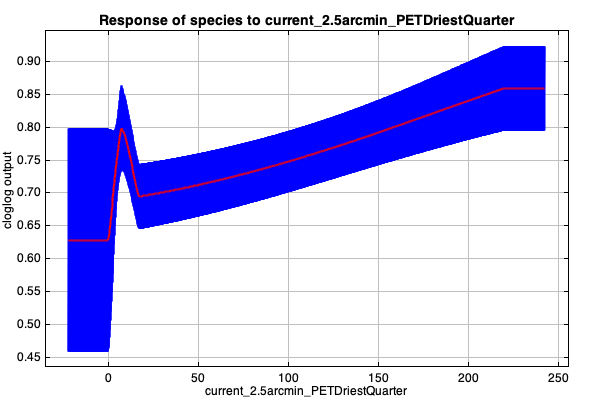 Response of species to current_2.5arcmin_PETDriestQuarter
cloglog output
0.90
0.85
0.80
0.75
0.70
0.65
0.60
0.55
0.50
0.45
0 50 100 150 200 250
current_2.5arcmin_PETDriestQuarter